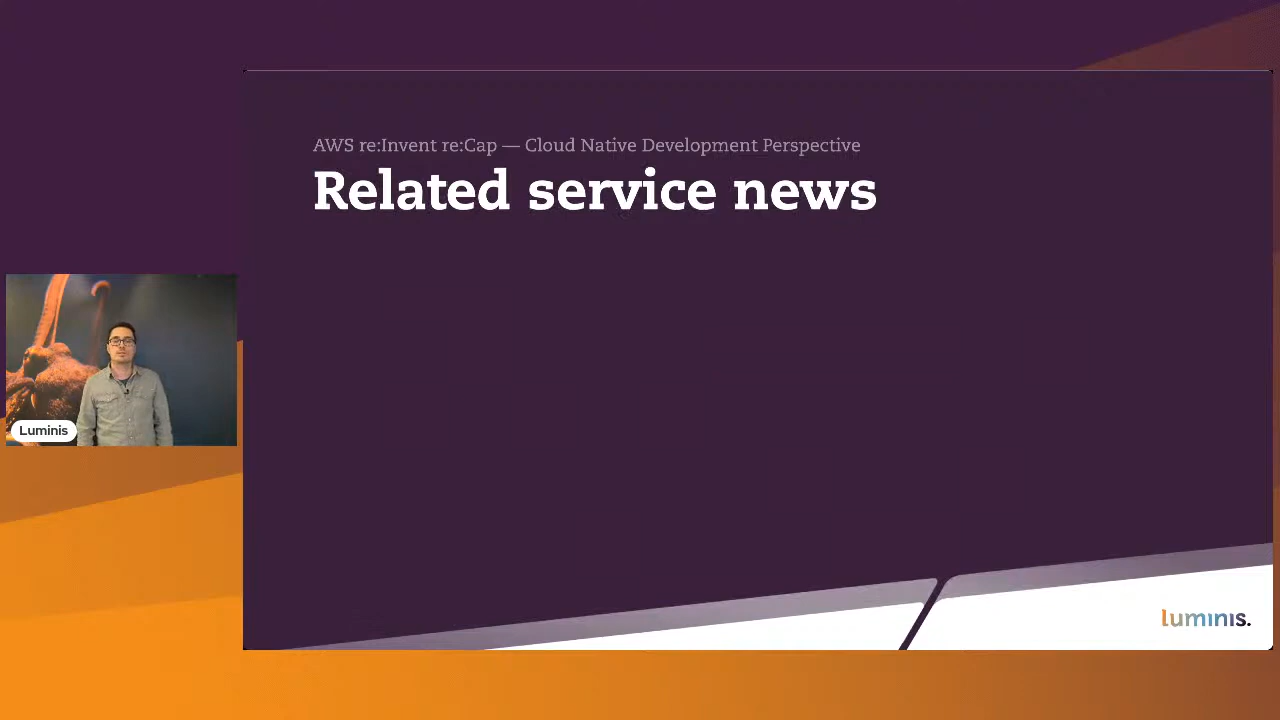 AWS re:Invent re:Cap — Cloud Native Development Perspective
Related service news
Luminis
luminis.